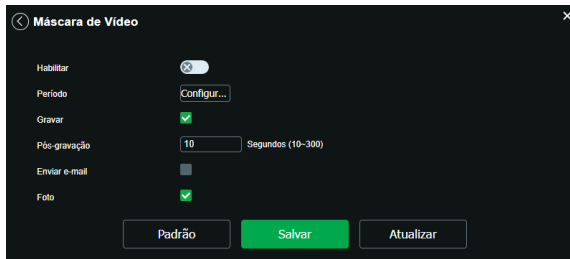 Máscara de Vídeo
Habilitar
Período Configur...
Gravar
Pós-gravação 10 Segundos (10~300)
Enviar e-mail
Foto
Padrão Salvar Atualizar